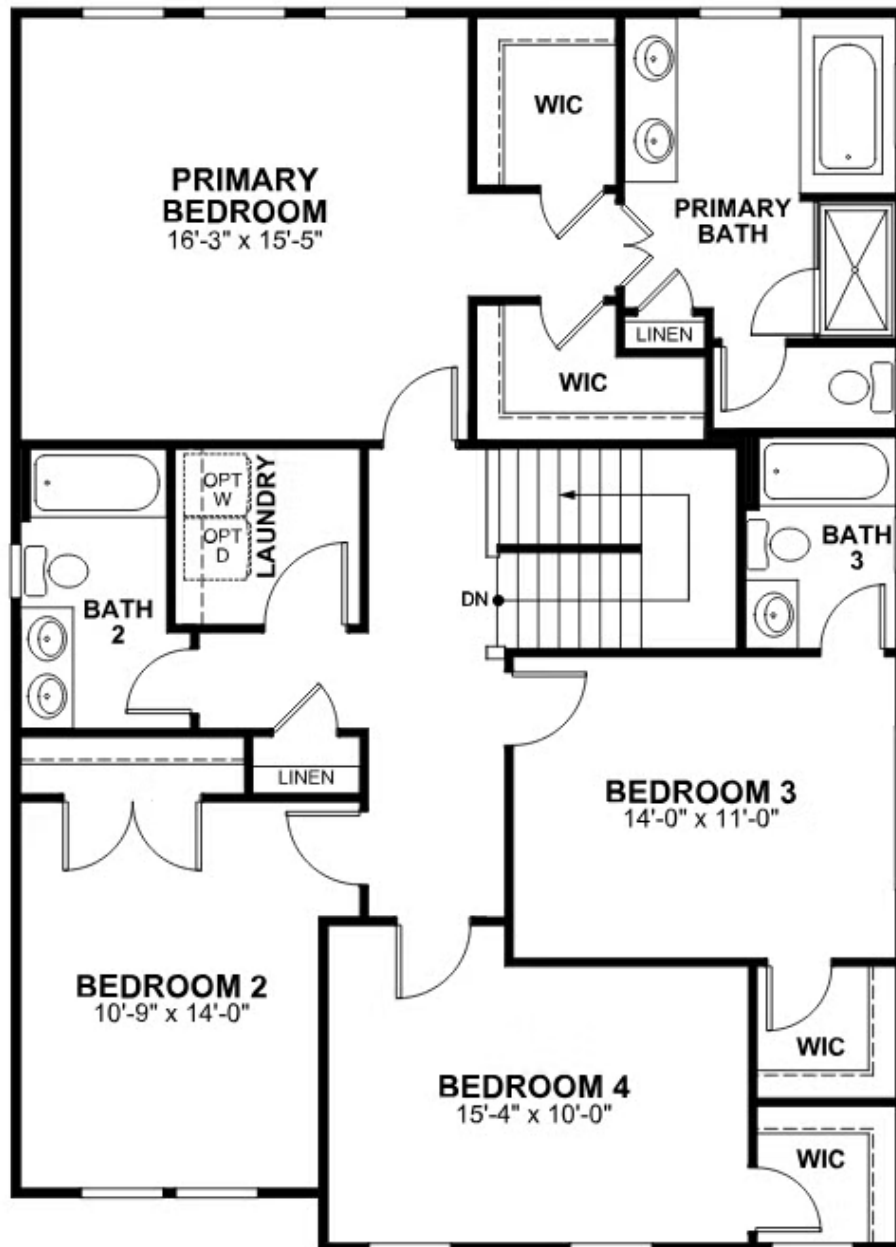 WIC
PRIMARY
BEDROOM
16'-3" x 15'-5"
PRIMARY
BATH
LINEN
WIC
OPT
W
OPT
D
LAUNDRY
BATH
2
DN
BATH
3
LINEN
BEDROOM 3
14'-0" x 11'-0"
BEDROOM 2
10'-9" x 14'-0"
WIC
BEDROOM 4
15'-4" x 10'-0"
WIC